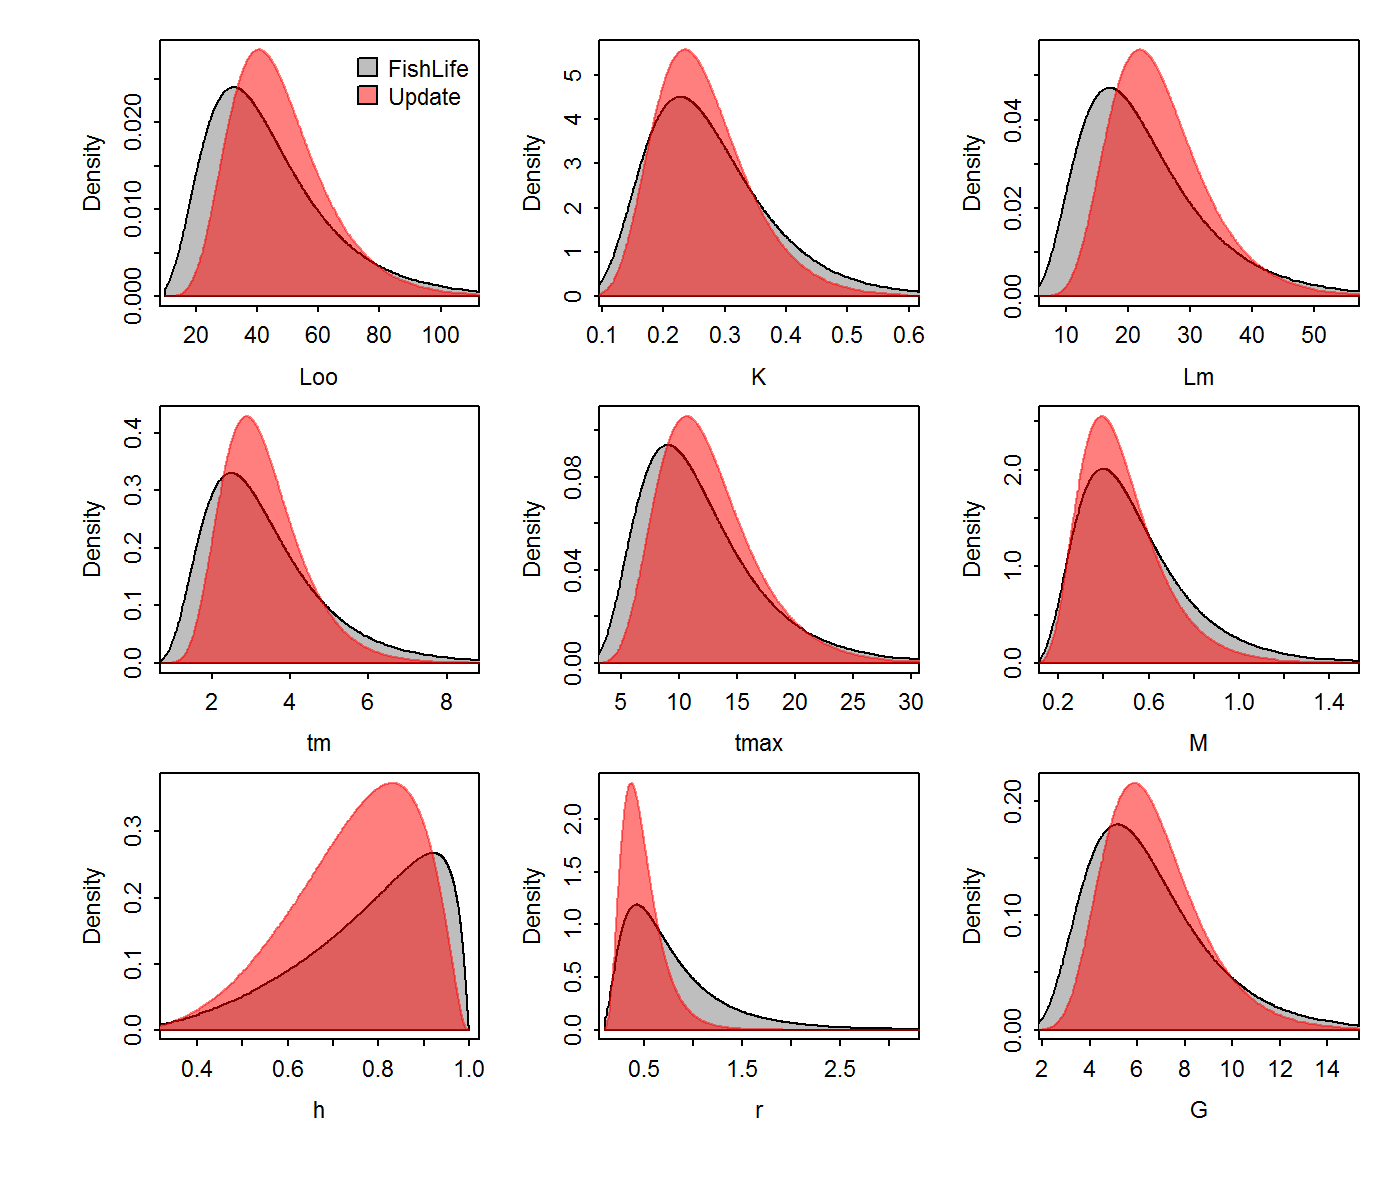 FishLife
Update
Density
0.000 0.010 0.020
20 40 60 80 100
Loo
Density
0 1 2 3 4 5
0.1 0.2 0.3 0.4 0.5 0.6
K
Density
0.00 0.02 0.04
10 20 30 40 50
Lm
Density
0.0 0.1 0.2 0.3 0.4
2 4 6 8
tm
Density
0.00 0.04 0.08
5 10 15 20 25 30
tmax
Density
0.0 1.0 2.0
0.2 0.6 1.0 1.4
M
Density
0.0 0.1 0.2 0.3
0.4 0.6 0.8 1.0
h
Density
0.0 0.5 1.0 1.5 2.0
0.5 1.5 2.5
r
Density
0.00 0.10 0.20
2 4 6 8 10 12 14
G